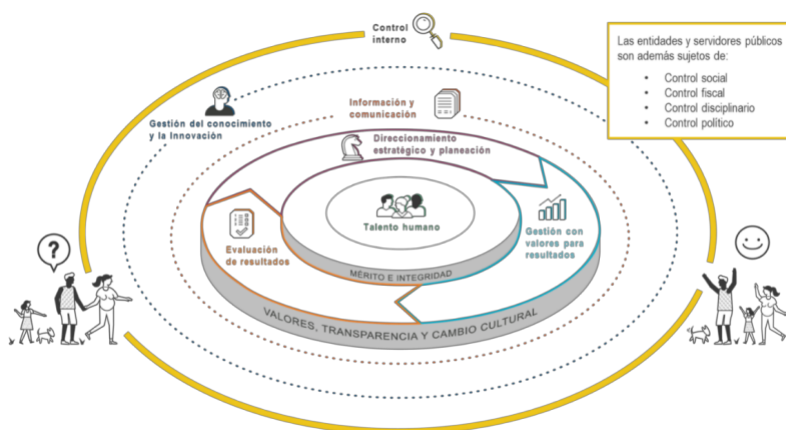 Control
interno
Las entidades y servidores públicos
son además sujetos de:
• Control social
• Control fiscal
• Control disciplinario
• Control político
Información y
comunicación
Gestión del conocimiento
y la Innovación
Direccionamiento
estratégico y planeación
Talento humano
Gestión con
valores para
resultados
Evaluación
de resultados
MÉRITO E INTEGRIDAD
VALORES, TRANSPARENCIA Y CAMBIO CULTURAL
?